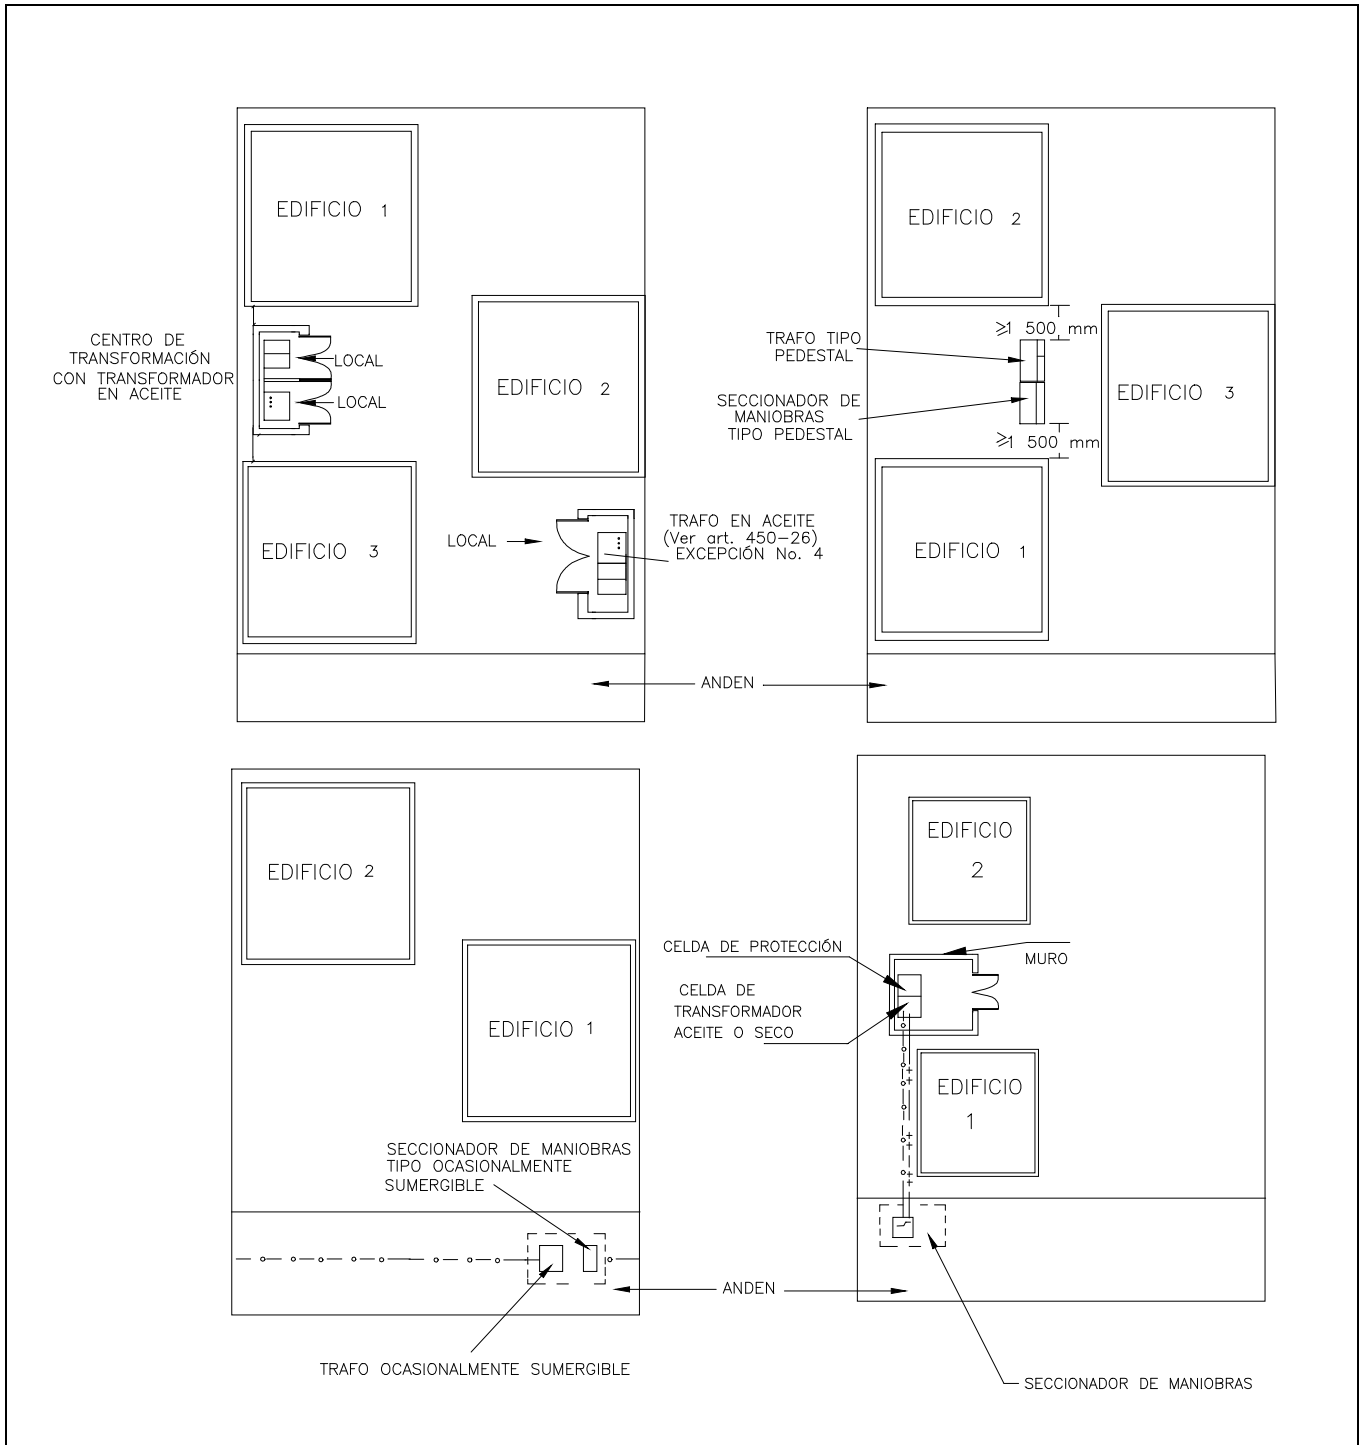 EDIFICIO 1
EDIFICIO 2
EDIFICIO 3
CENTRO DE
TRANSFORMACIÓN
CON TRANSFORMADOR
EN ACEITE
LOCAL
LOCAL
LOCAL
TRAFO EN ACEITE
(Ver art. 450-26)
EXCEPCIÓN No. 4
EDIFICIO 2
≥1 500 mm
TRAFO TIPO
PEDESTAL
SECCIONADOR DE
MANIOBRAS
TIPO PEDESTAL
≥1 500 mm
EDIFICIO 3
EDIFICIO 1
ANDEN
EDIFICIO 2
EDIFICIO 1
SECCIONADOR DE MANIOBRAS
TIPO OCASIONALMENTE
SUMERGIBLE
TRAFO OCASIONALMENTE SUMERGIBLE
EDIFICIO
2
CELDA DE PROTECCIÓN
MURO
CELDA DE
TRANSFORMADOR
ACEITE O SECO
EDIFICIO
1
ANDEN
SECCIONADOR DE MANIOBRAS